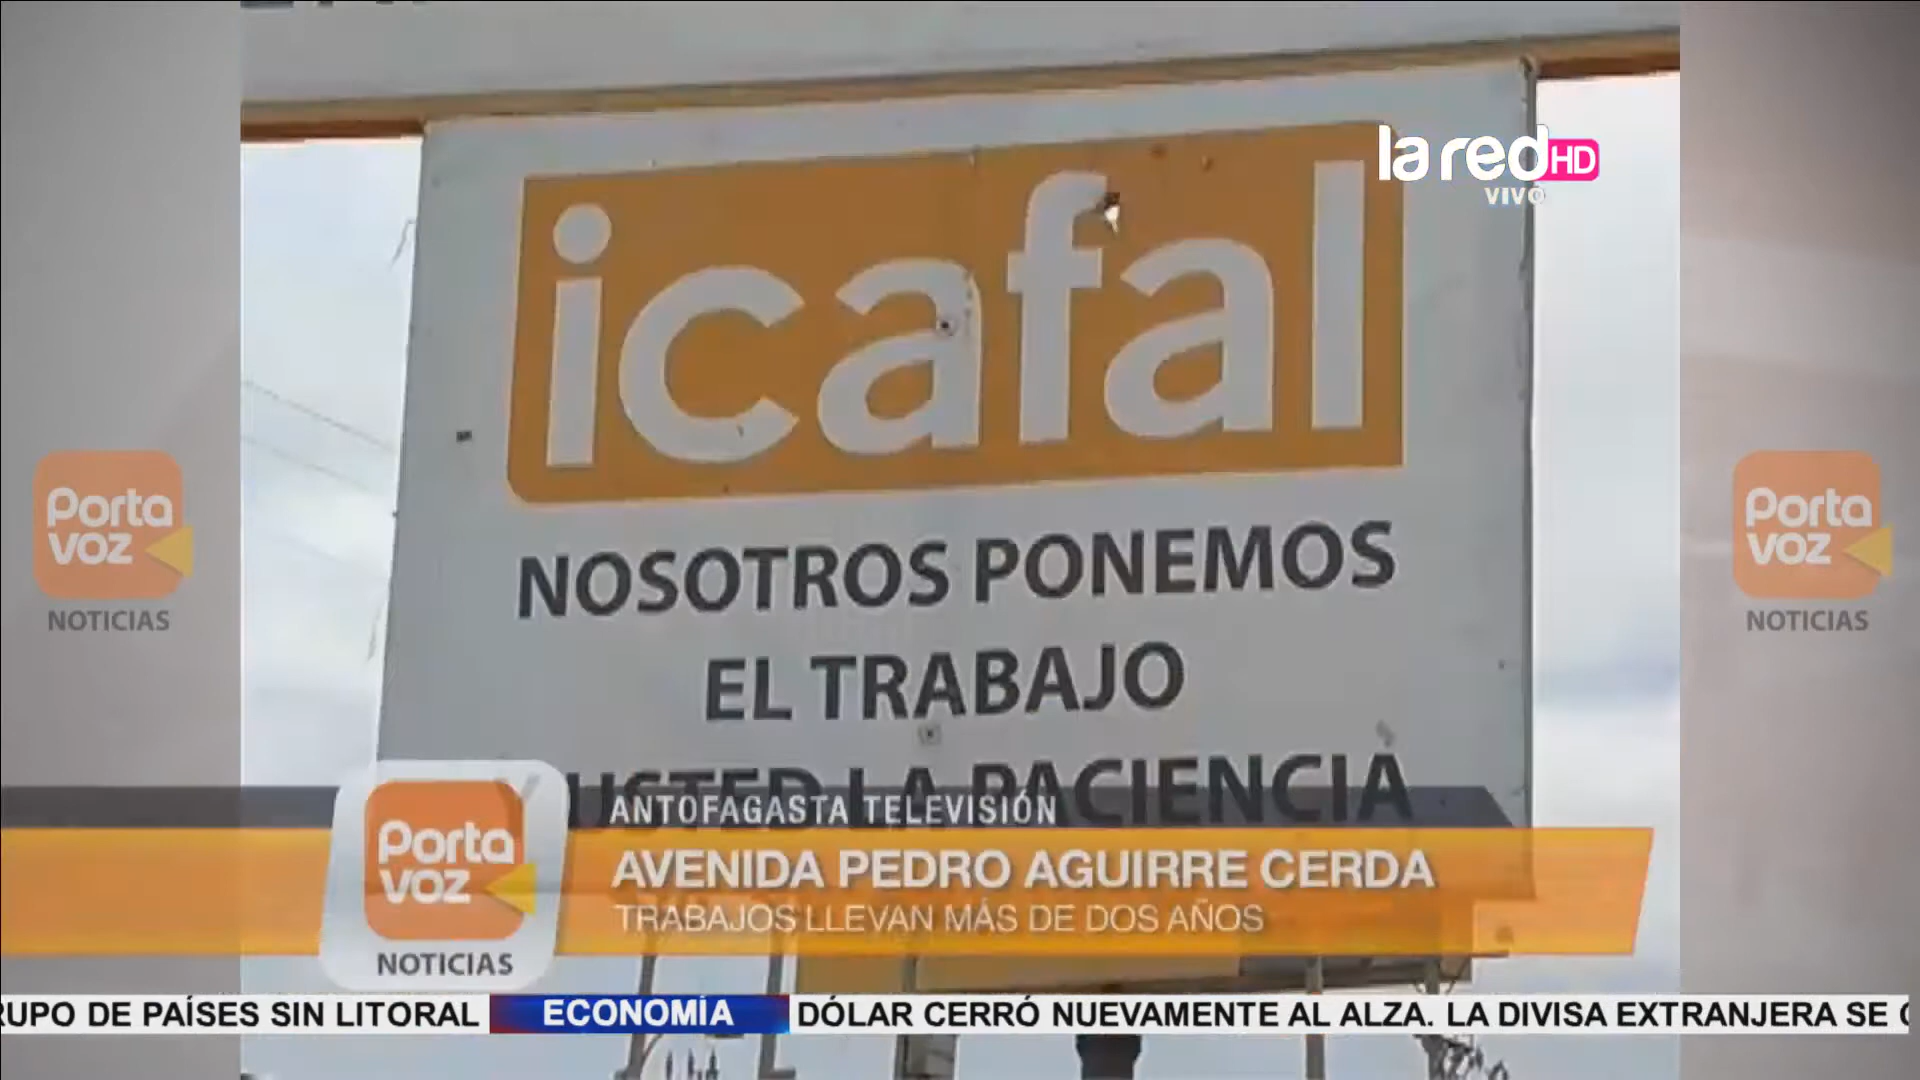 la red HD
VIVO
icafal
NOSOTROS PONEMOS
EL TRABAJO
Y USTED LA PACIENCIA
Porta
voz
NOTICIAS
Porta
voz
NOTICIAS
ANTOFAGASTA TELEVISIÓN
AVENIDA PEDRO AGUIRRE CERDA
TRABAJOS LLEVAN MÁS DE DOS AÑOS
Porta
voz
NOTICIAS
RUPO DE PAÍSES SIN LITORAL ECONOMÍA DÓLAR CERRÓ NUEVAMENTE AL ALZA. LA DIVISA EXTRANJERA SE